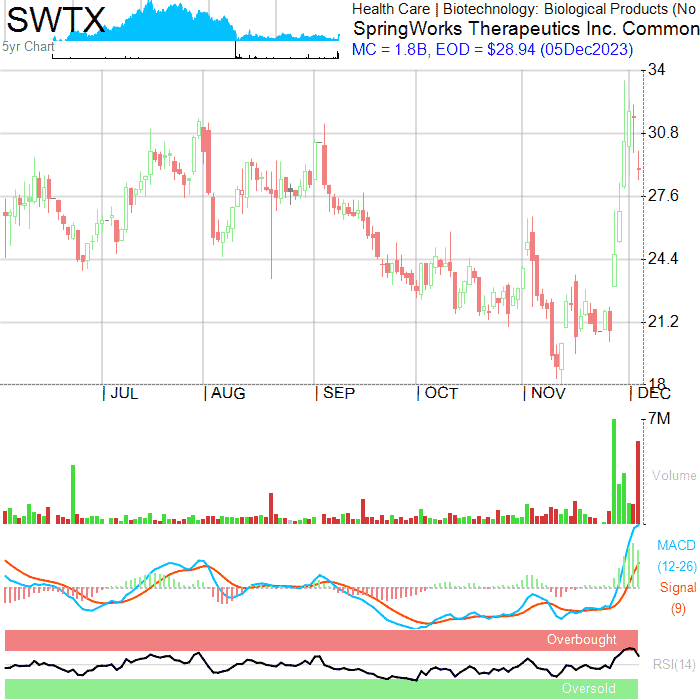 SWTX
5yr Chart
Health Care | Biotechnology: Biological Products (No
SpringWorks Therapeutics Inc. Common
MC = 1.8B, EOD = $28.94 (05Dec2023)
34
30.8
27.6
24.4
21.2
18
| JUL | AUG | SEP | OCT | NOV | DEC
7M
Volume
MACD
(12-26)
Signal
(9)
Overbought
RSI(14)
Oversold